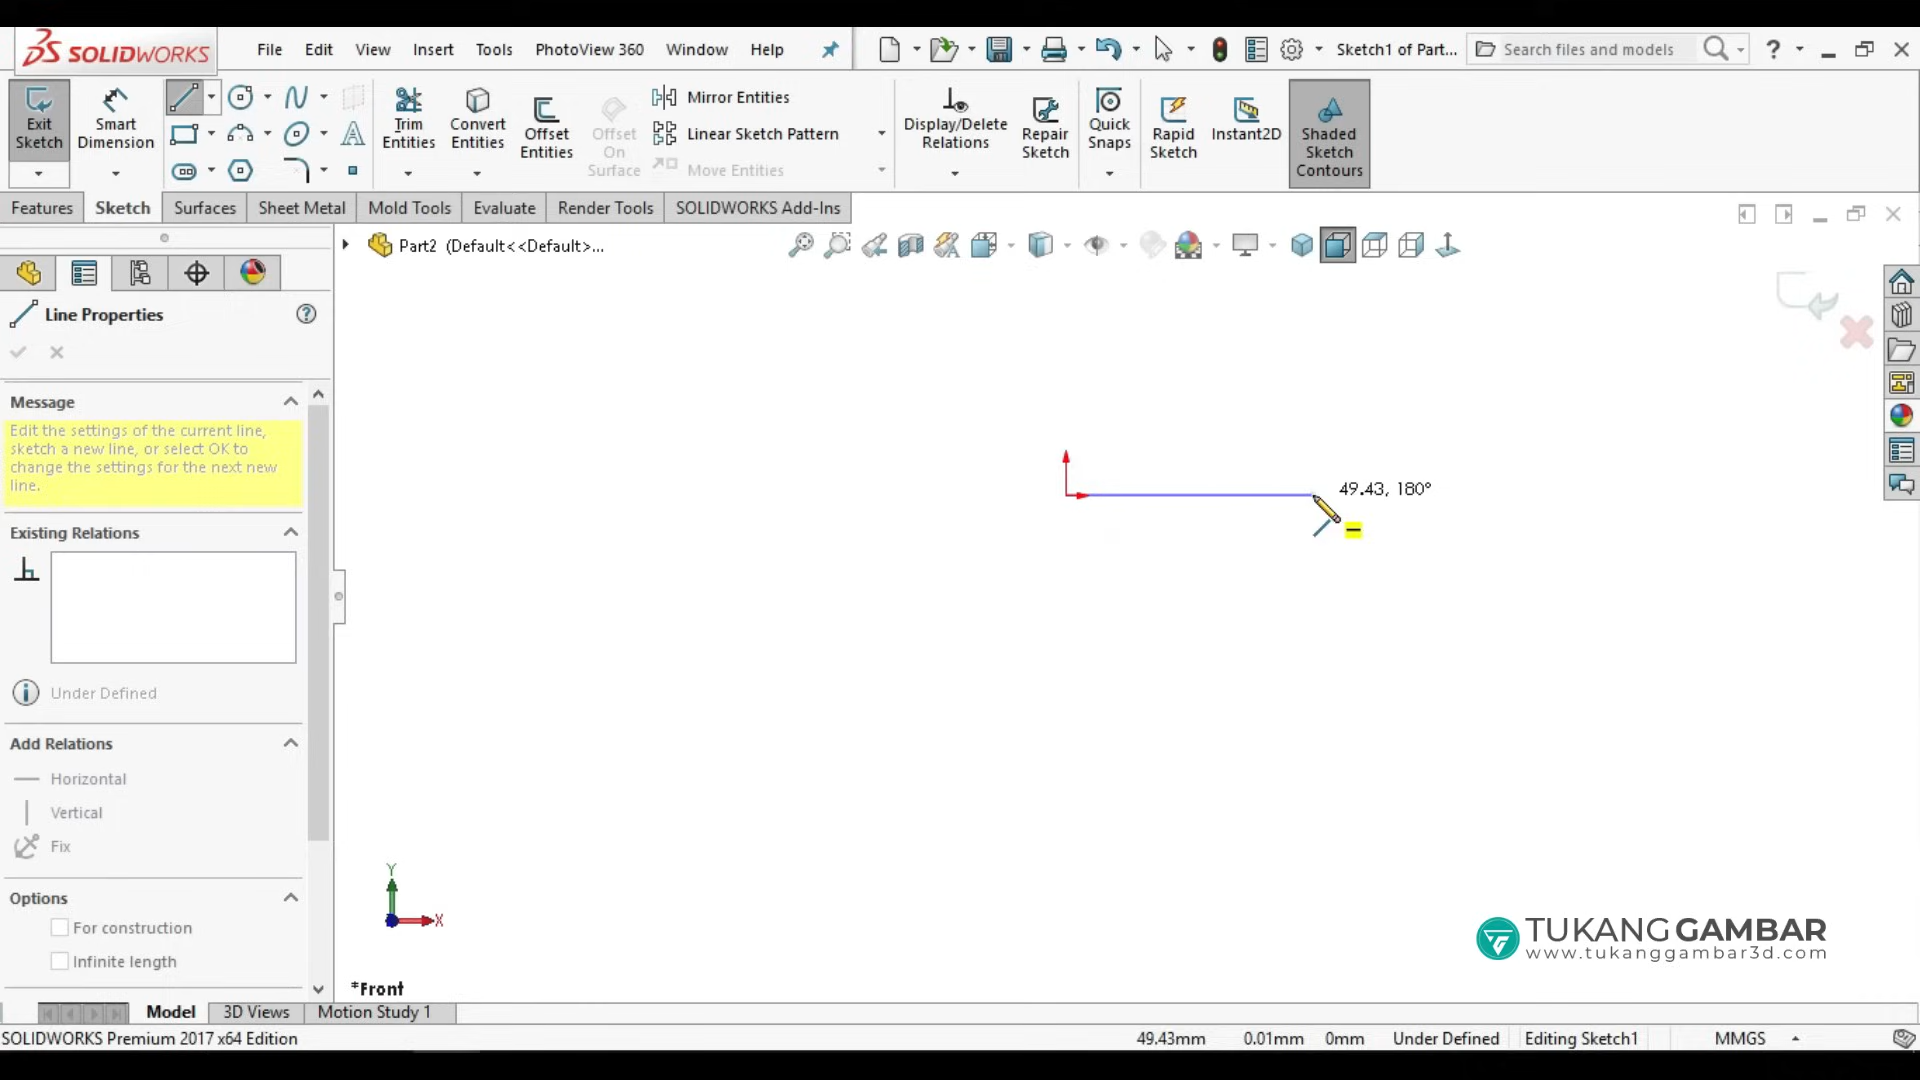 SOLIDWORKS
File Edit View Insert Tools PhotoView 360 Window Help
Sketch1 of Part...
Search files and models
?
Exit Sketch
Smart Dimension
Trim Entities
Convert Entities
Offset Entities
Offset On Surface
Mirror Entities
Linear Sketch Pattern
Move Entities
Display/Delete Relations
Repair Sketch
Quick Snaps
Rapid Sketch
Instant2D
Shaded Sketch Contours
Features Sketch Surfaces Sheet Metal Mold Tools Evaluate Render Tools SOLIDWORKS Add-Ins
Part2 (Default<<Default>...
Line Properties
?
Message
Edit the settings of the current line,
sketch a new line, or select OK to
change the settings for the next new
line.
Existing Relations
Under Defined
Add Relations
Horizontal
Vertical
Fix
Options
For construction
Infinite length
49.43, 180°
Y
X
*Front
TUKANG GAMBAR
www.tukanggambar3d.com
Model 3D Views Motion Study 1
SOLIDWORKS Premium 2017 x64 Edition
49.43mm 0.01mm 0mm Under Defined Editing Sketch1 MMGS